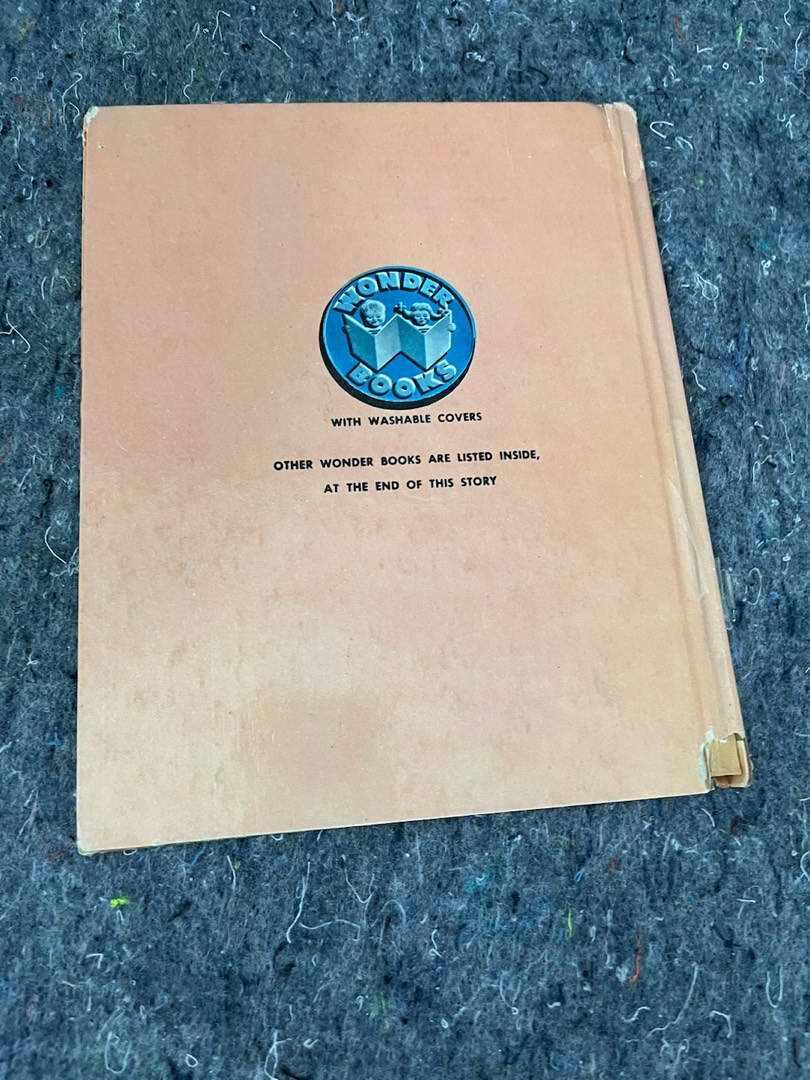 WONDER
BOOKS
WITH WASHABLE COVERS
OTHER WONDER BOOKS ARE LISTED INSIDE,
AT THE END OF THIS STORY